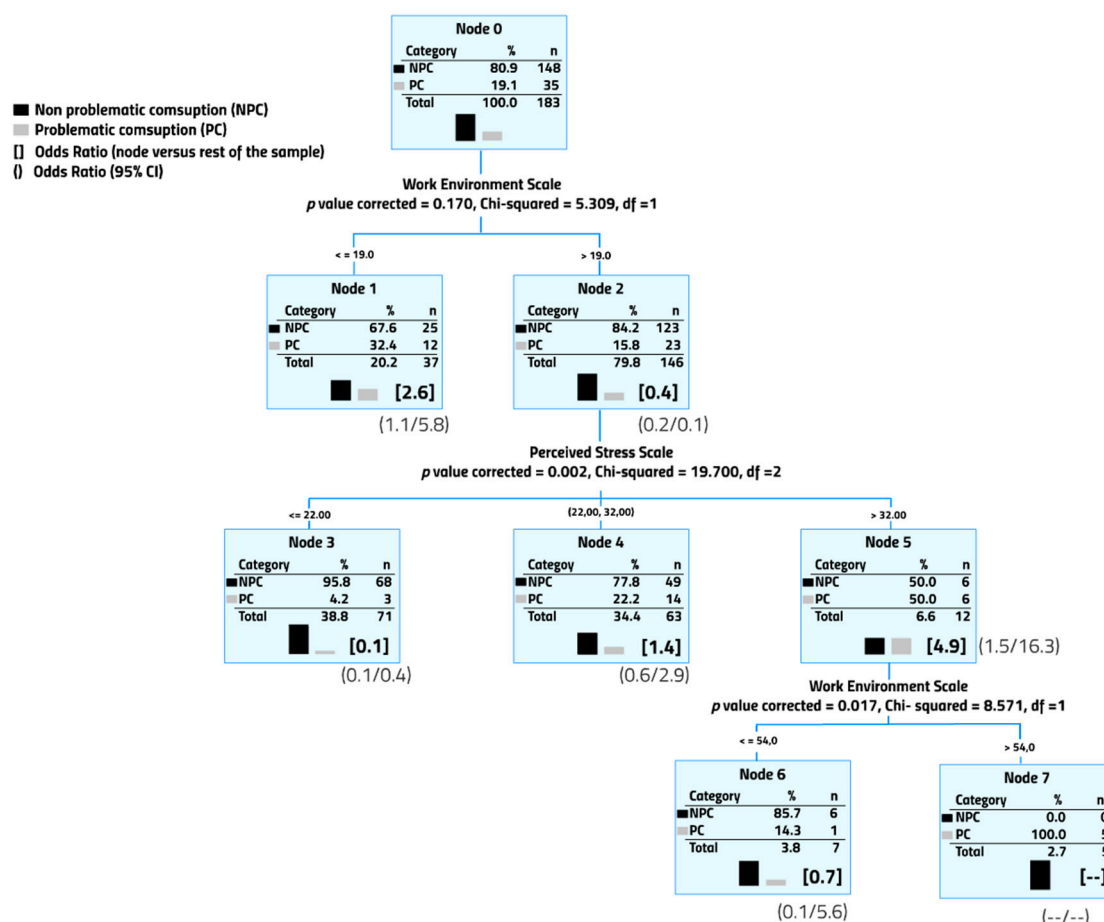 Node 0
Category % n
NPC 80.9 148
PC 19.1 35
Total 100.0 183
Non problematic comsuption (NPC)
Problematic comsuption (PC)
[] Odds Ratio (node versus rest of the sample)
() Odds Ratio (95% CI)
Work Environment Scale
p value corrected = 0.170, Chi-squared = 5.309, df =1
< = 19.0
> 19.0
Node 1
Category % n
NPC 67.6 25
PC 32.4 12
Total 20.2 37
[2.6]
(1.1/5.8)
Node 2
Category % n
NPC 84.2 123
PC 15.8 23
Total 79.8 146
[0.4]
(0.2/0.1)
Perceived Stress Scale
p value corrected = 0.002, Chi-squared = 19.700, df =2
<= 22.00
(22,00, 32,00)
> 32.00
Node 3
Category % n
NPC 95.8 68
PC 4.2 3
Total 38.8 71
[0.1]
(0.1/0.4)
Node 4
Categoy % n
NPC 77.8 49
PC 22.2 14
Total 34.4 63
[1.4]
(0.6/2.9)
Node 5
Category % n
NPC 50.0 6
PC 50.0 6
Total 6.6 12
[4.9]
(1.5/16.3)
Work Environment Scale
p value corrected = 0.017, Chi- squared = 8.571, df =1
< = 54,0
> 54,0
Node 6
Category % n
NPC 85.7 6
PC 14.3 1
Total 3.8 7
[0.7]
(0.1/5.6)
Node 7
Category % n
NPC 0.0
PC 100.0
Total 2.7
[--]
(--/--)